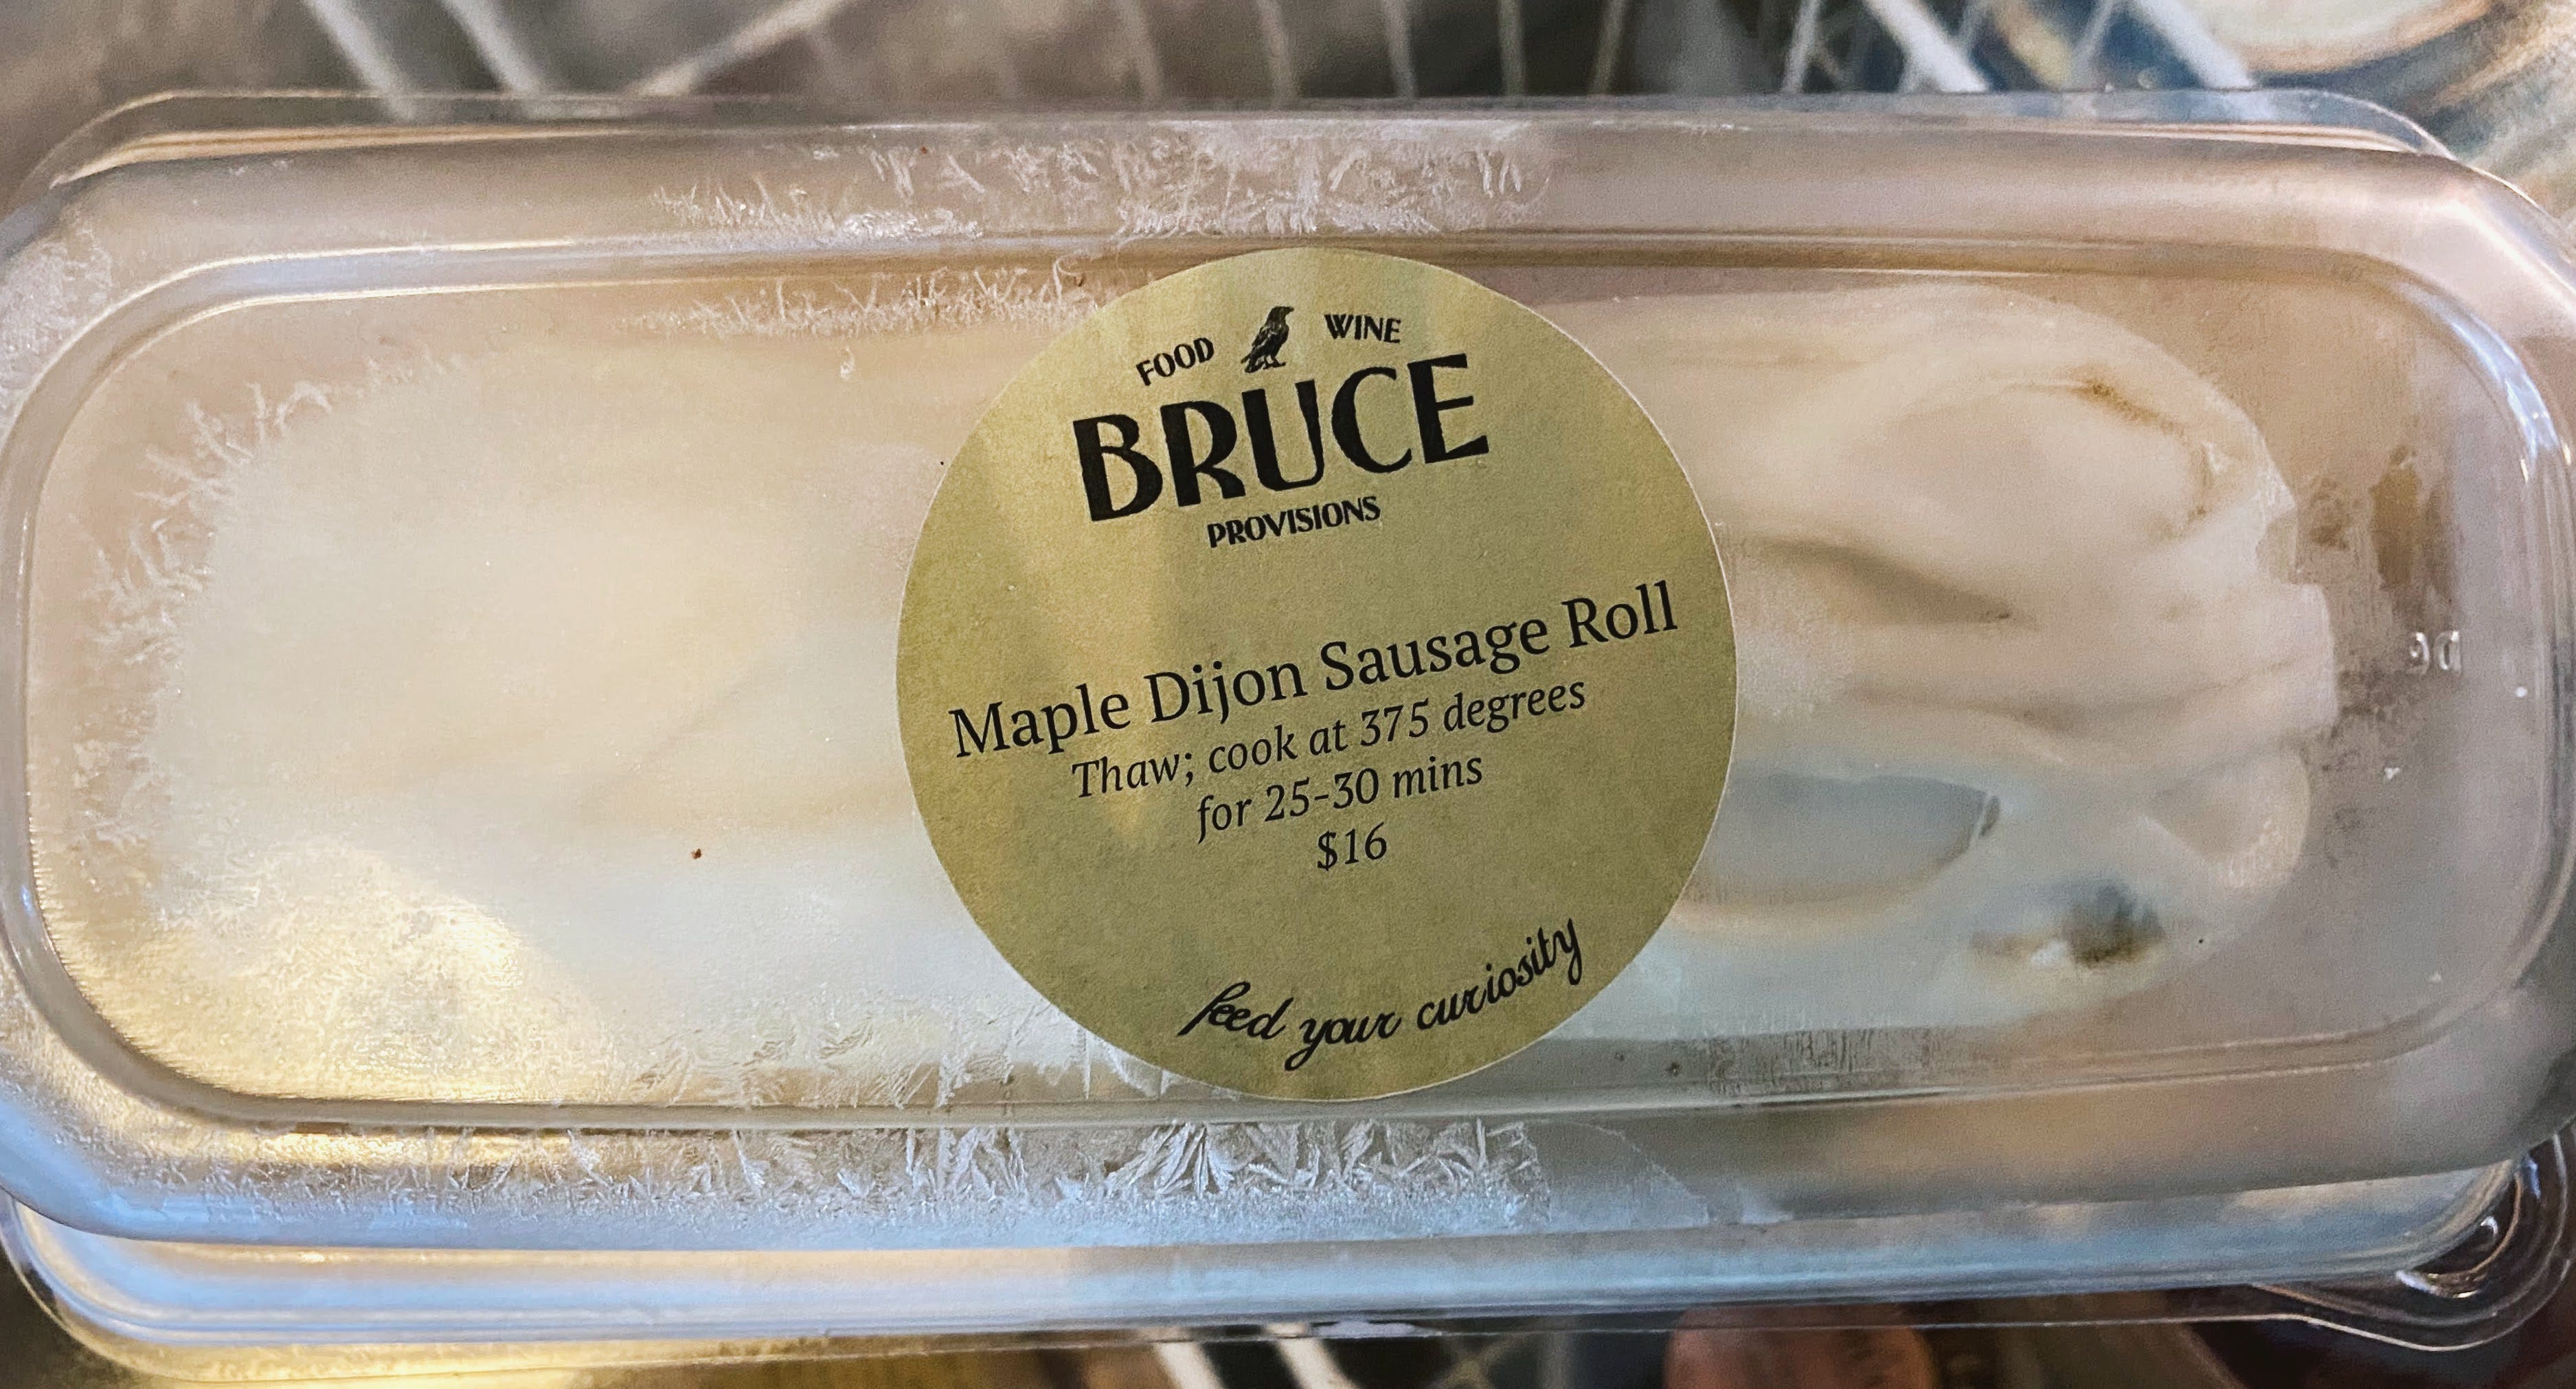 FOOD WINE
BRUCE
PROVISIONS
Maple Dijon Sausage Roll
Thaw; cook at 375 degrees
for 25-30 mins
$16
feed your curiosity